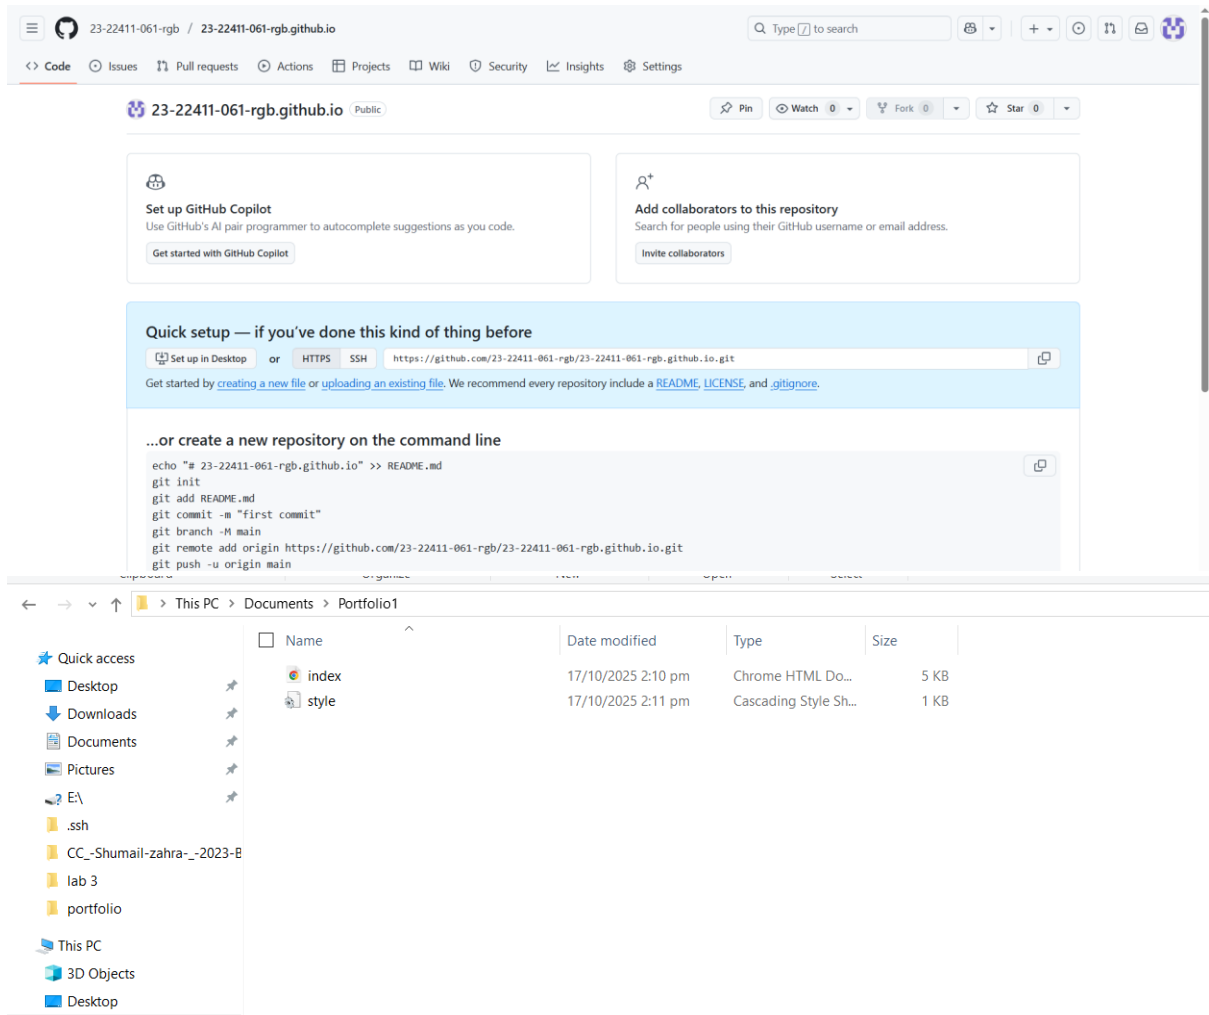 23-22411-061-rgb / 23-22411-061-rgb.github.io
Type / to search
Code Issues Pull requests Actions Projects Wiki Security Insights Settings
23-22411-061-rgb.github.io Public
Pin Watch 0 Fork 0 Star 0
Set up GitHub Copilot
Use GitHub's AI pair programmer to autocomplete suggestions as you code.
Get started with GitHub Copilot
Add collaborators to this repository
Search for people using their GitHub username or email address.
Invite collaborators
Quick setup — if you've done this kind of thing before
Set up in Desktop or HTTPS SSH https://github.com/23-22411-061-rgb/23-22411-061-rgb.github.io.git
Get started by creating a new file or uploading an existing file. We recommend every repository include a README, LICENSE, and .gitignore.
...or create a new repository on the command line
echo "# 23-22411-061-rgb.github.io" >> README.md
git init
git add README.md
git commit -m "first commit"
git branch -M main
git remote add origin https://github.com/23-22411-061-rgb/23-22411-061-rgb.github.io.git
git push -u origin main
Clipboard Organize New Open Select
This PC > Documents > Portfolio1
Name Date modified Type Size
index 17/10/2025 2:10 pm Chrome HTML Do... 5 KB
style 17/10/2025 2:11 pm Cascading Style Sh... 1 KB
Quick access
Desktop
Downloads
Documents
Pictures
E:\
.ssh
CC_-Shumail-zahra-_-2023-B
lab 3
portfolio
This PC
3D Objects
Desktop